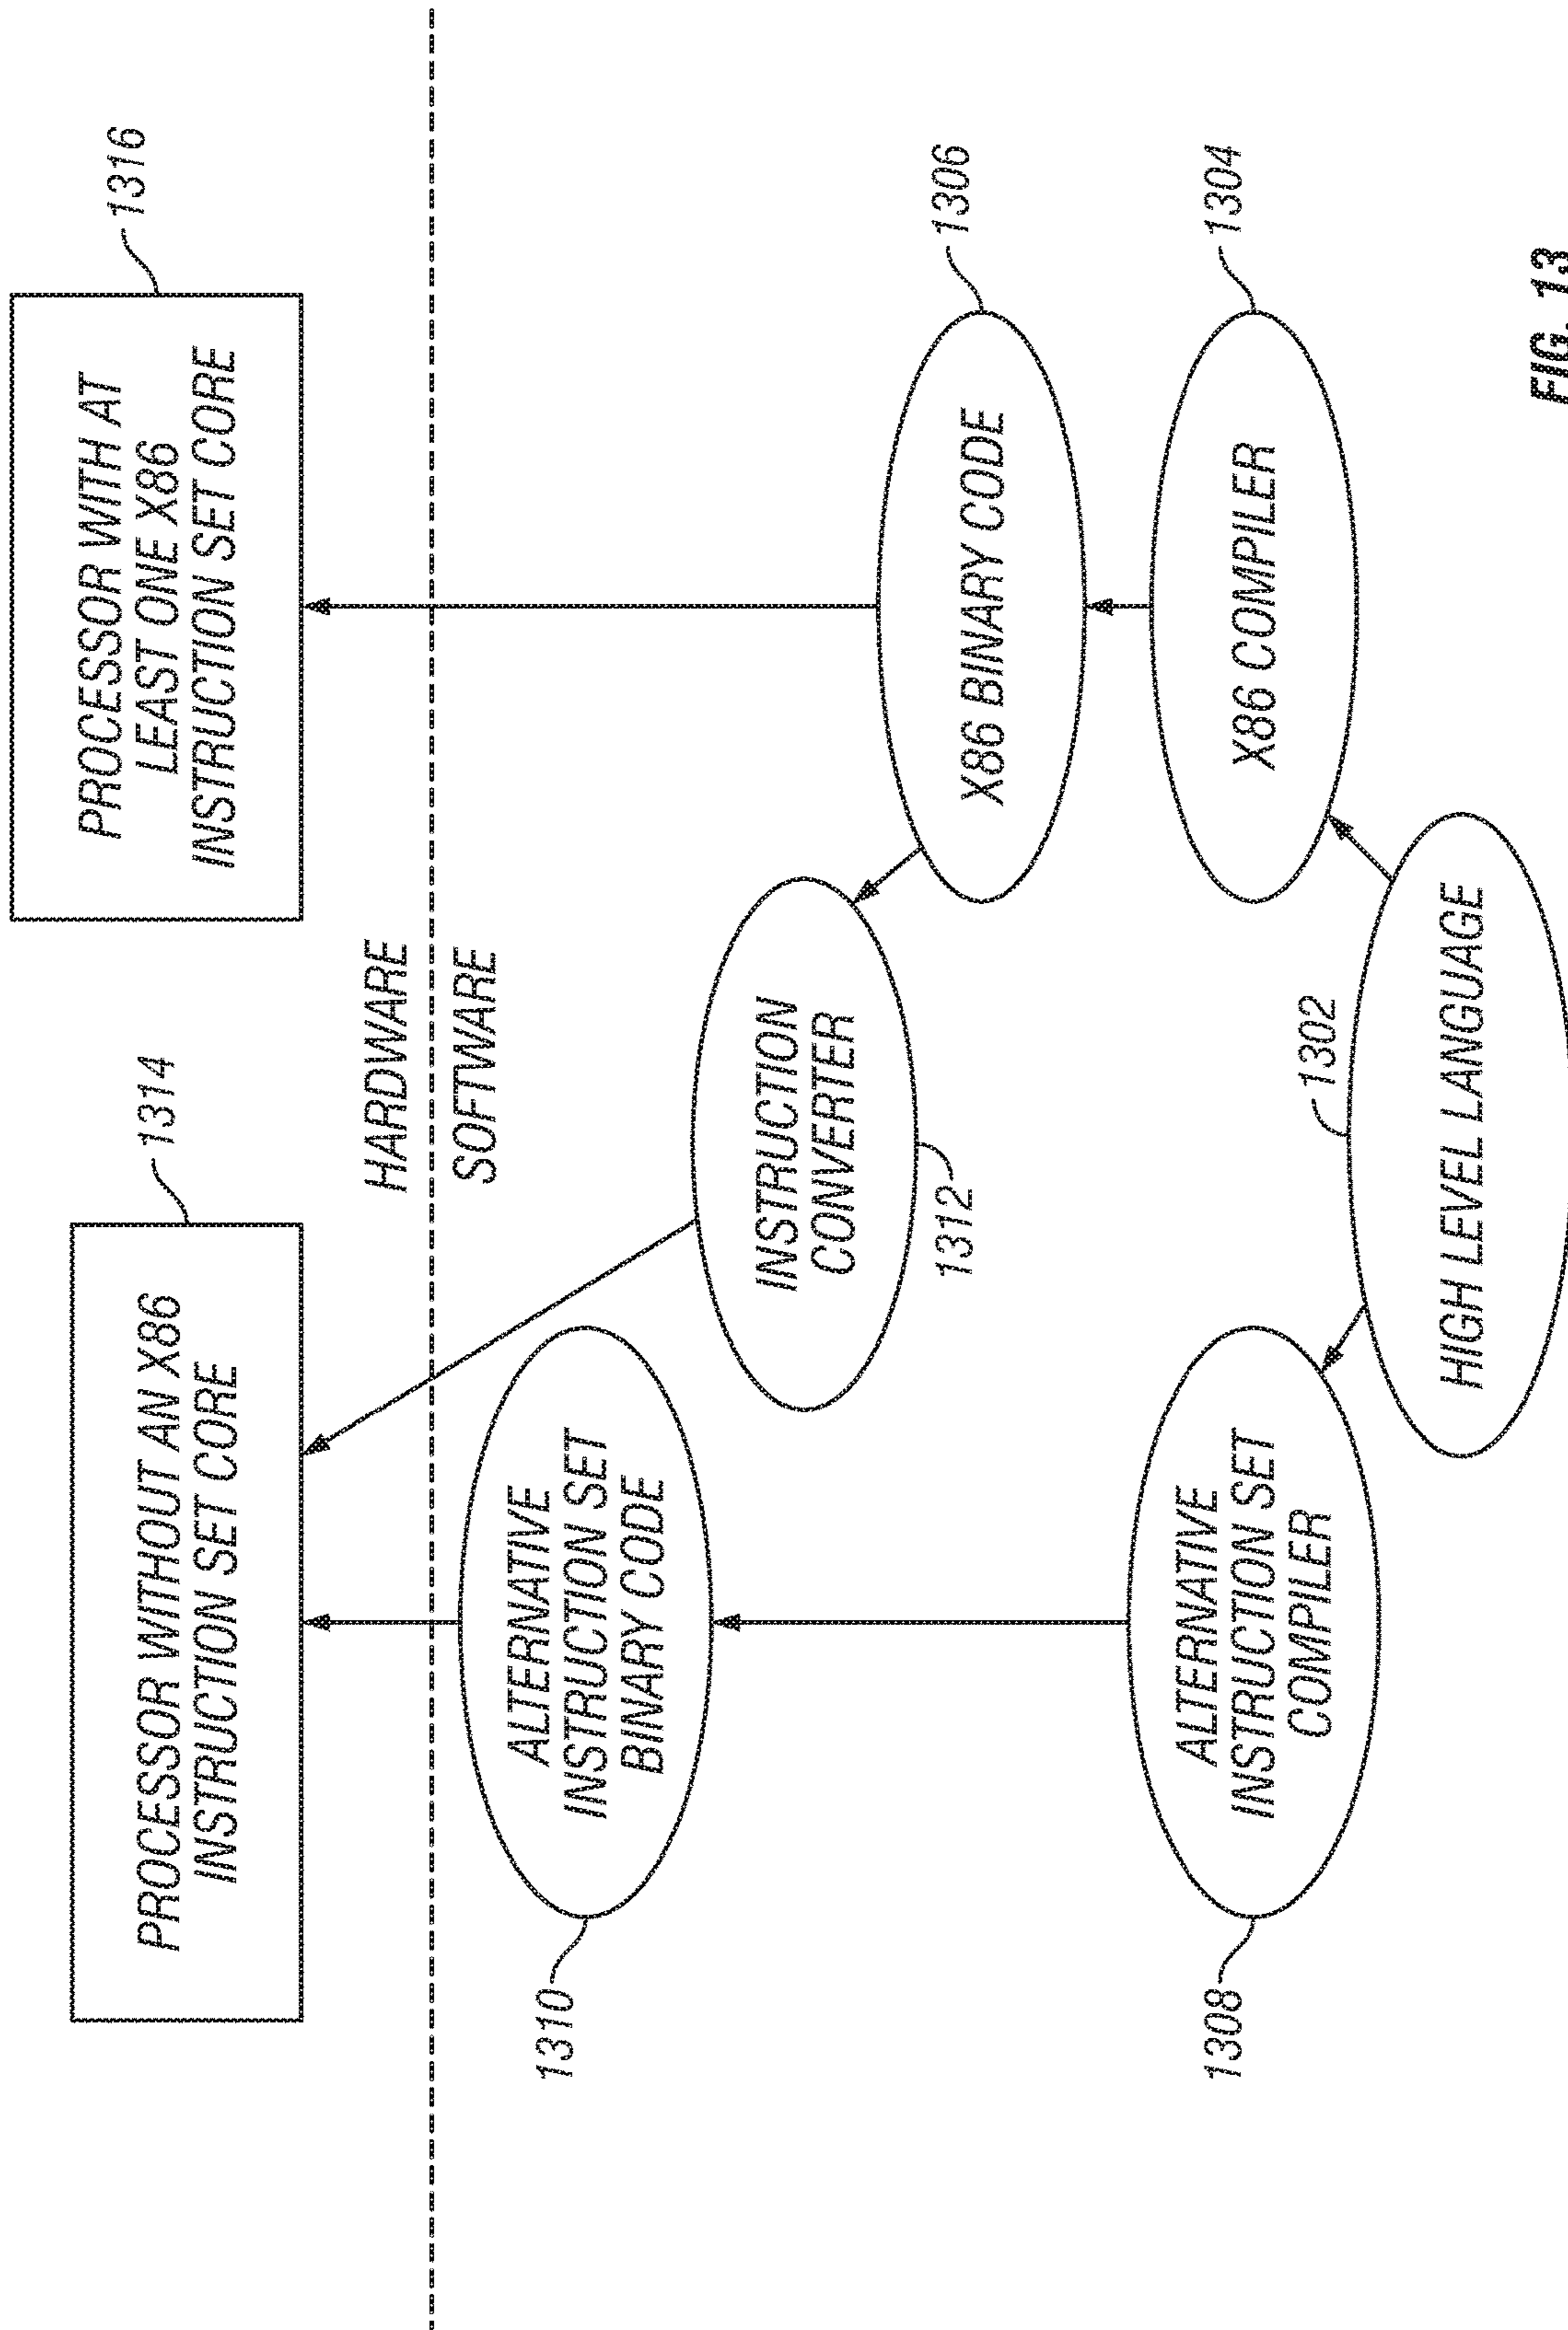 PROCESSOR WITHOUT AN X86
INSTRUCTION SET CORE
1314
PROCESSOR WITH AT
LEAST ONE X86
INSTRUCTION SET CORE
1316
HARDWARE
SOFTWARE
1310
ALTERNATIVE
INSTRUCTION SET
BINARY CODE
INSTRUCTION
CONVERTER
1312
X86 BINARY CODE
1306
1308
ALTERNATIVE
INSTRUCTION SET
COMPILER
X86 COMPILER
1304
1302
HIGH LEVEL LANGUAGE
FIG. 13